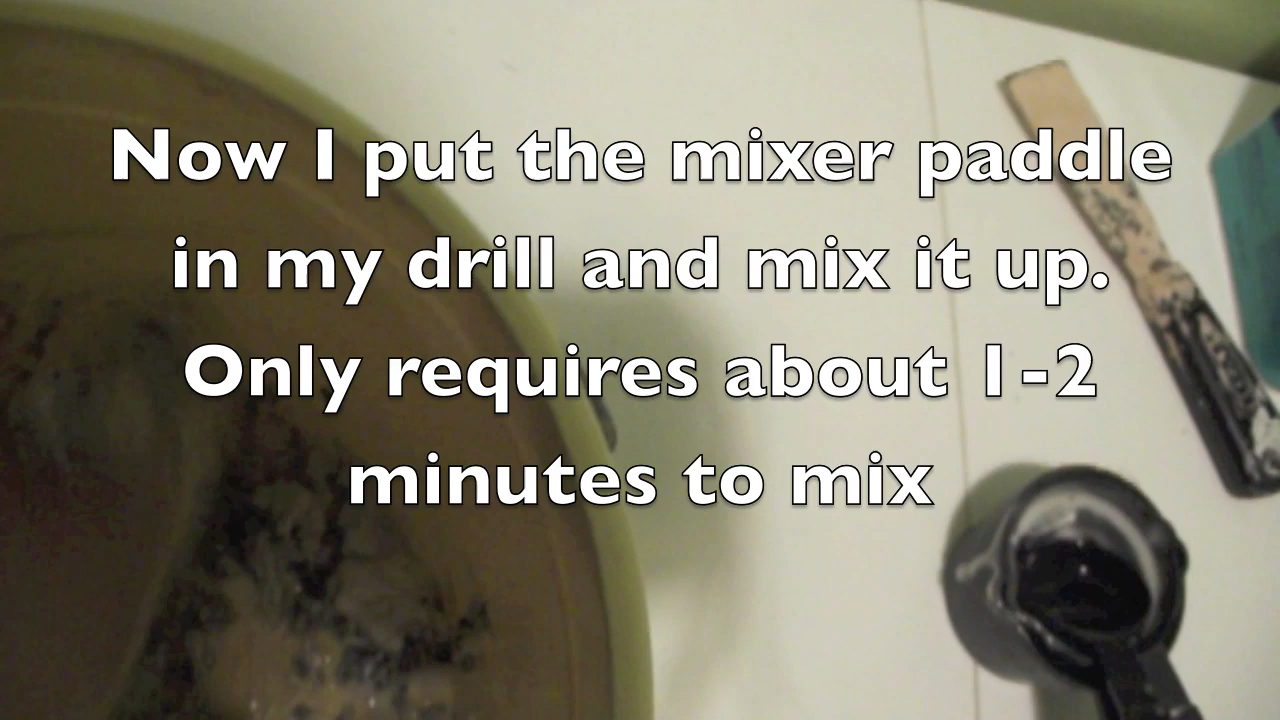 Now I put the mixer paddle
in my drill and mix it up.
Only requires about 1-2
minutes to mix